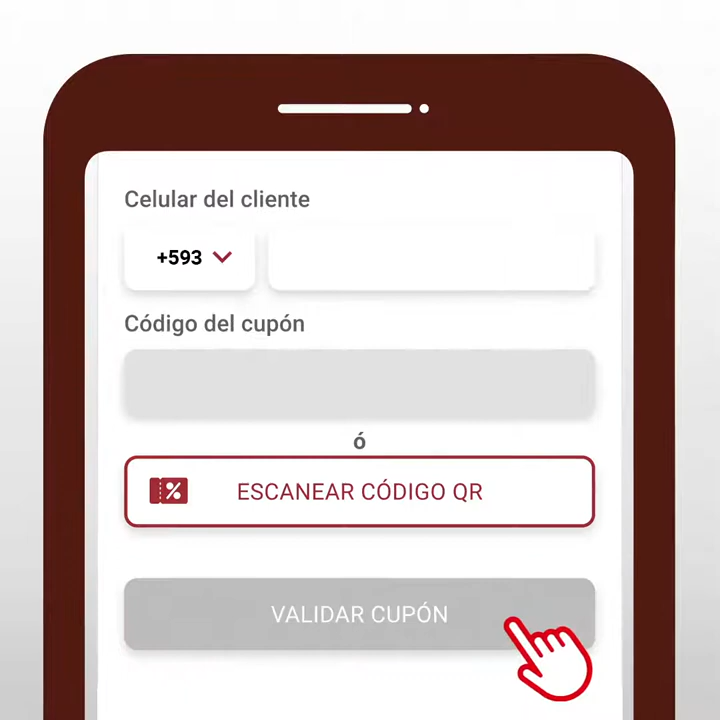 Celular del cliente
+593
Código del cupón
ó
ESCANEAR CÓDIGO QR
VALIDAR CUPÓN